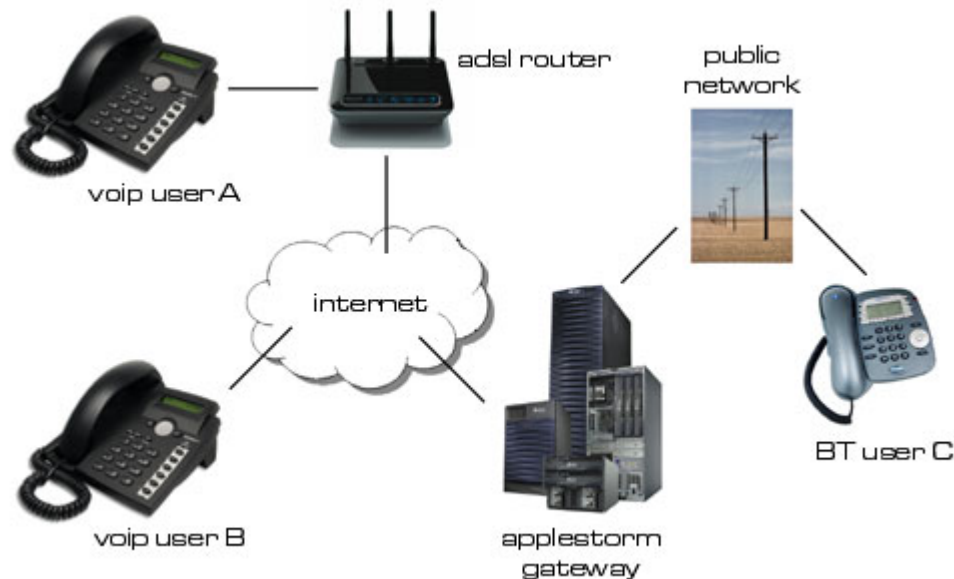 adsl router
public
network
voip user A
internet
BT user C
voip user B
applestorm
gateway